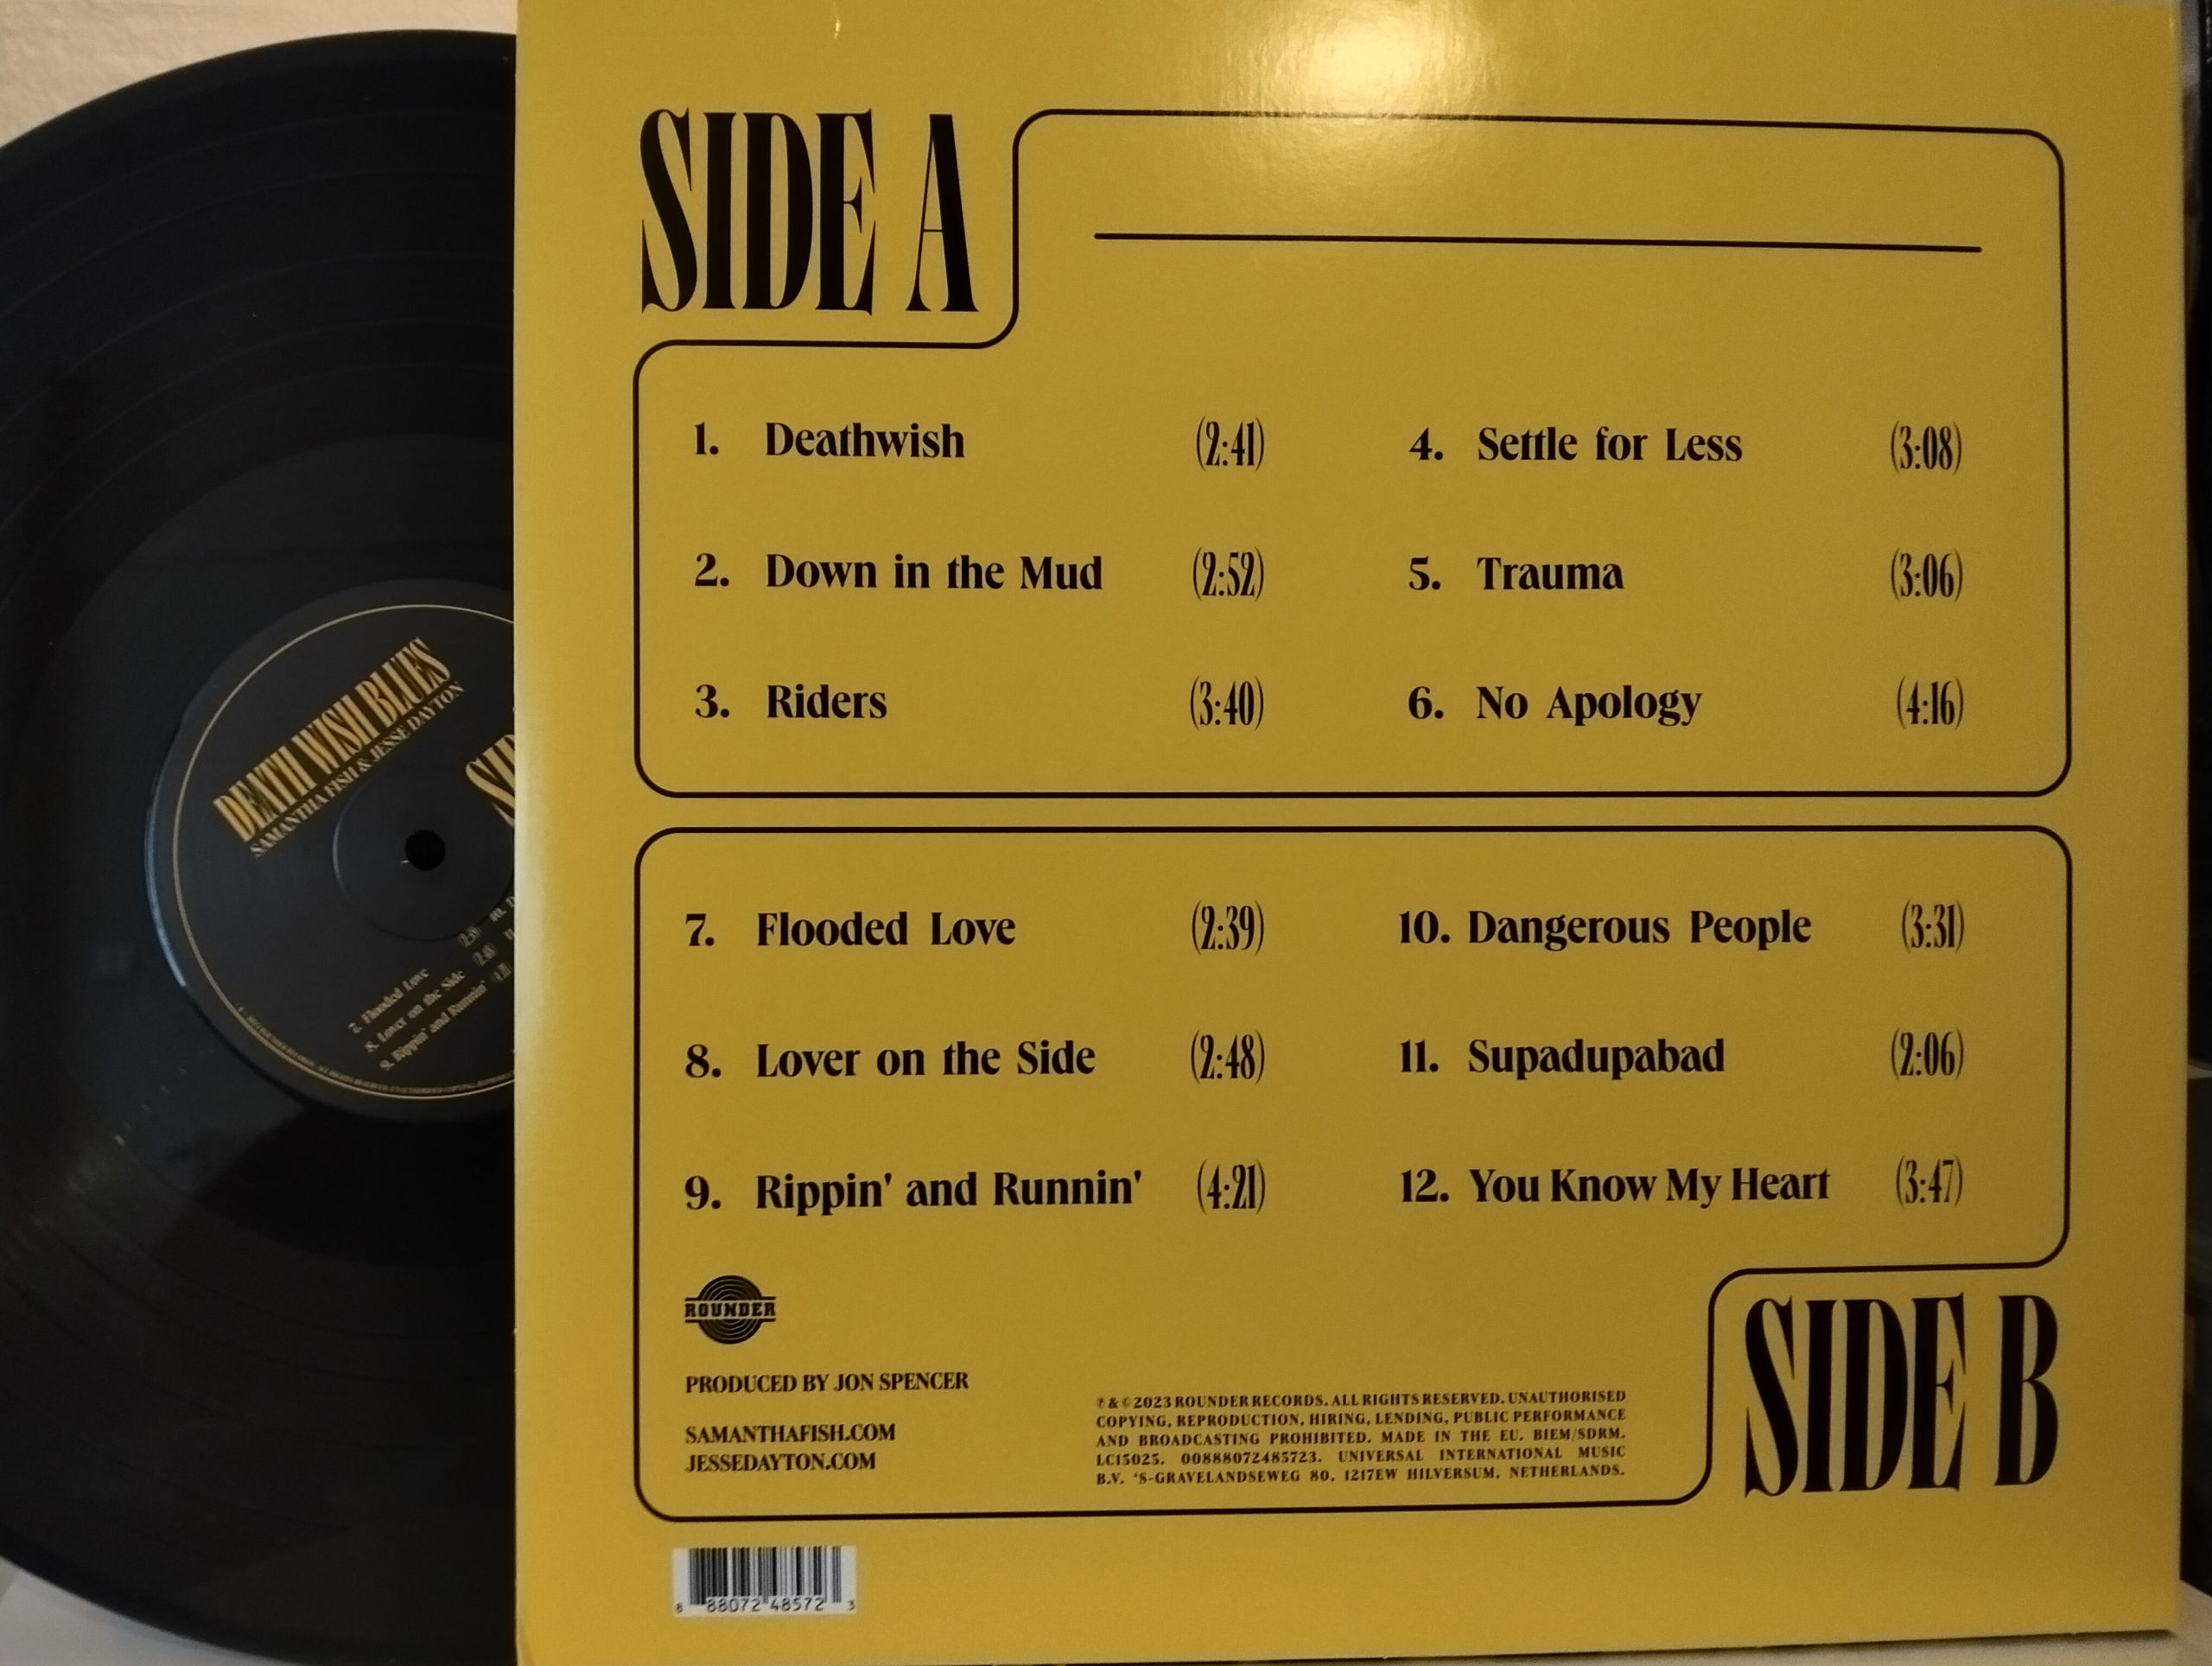 SIDE A
1. Deathwish (2:41)
2. Down in the Mud (2:52)
3. Riders (3:40)
4. Settle for Less (3:08)
5. Trauma (3:06)
6. No Apology (4:16)
7. Flooded Love (2:39)
8. Lover on the Side (2:48)
9. Rippin' and Runnin' (4:21)
10. Dangerous People (3:31)
11. Supadupabad (2:06)
12. You Know My Heart (3:47)
SIDE B
ROUNDER
PRODUCED BY JON SPENCER
SAMANTHAFISH.COM
JESSEDAYTON.COM
℗ & © 2023 ROUNDER RECORDS. ALL RIGHTS RESERVED. UNAUTHORISED
COPYING, REPRODUCTION, HIRING, LENDING, PUBLIC PERFORMANCE
AND BROADCASTING PROHIBITED. MADE IN THE EU. BIEM/SDRM.
LC15025. 00888072485723. UNIVERSAL INTERNATIONAL MUSIC
B.V. 'S-GRAVELANDSEWEG 80, 1217EW HILVERSUM, NETHERLANDS.
8 88072 48572 3
DEATH WISH BLUES
SAMANTHA FISH & JESSE DAYTON
7. Flooded Love
8. Lover on the Side
9. Rippin' and Runnin'